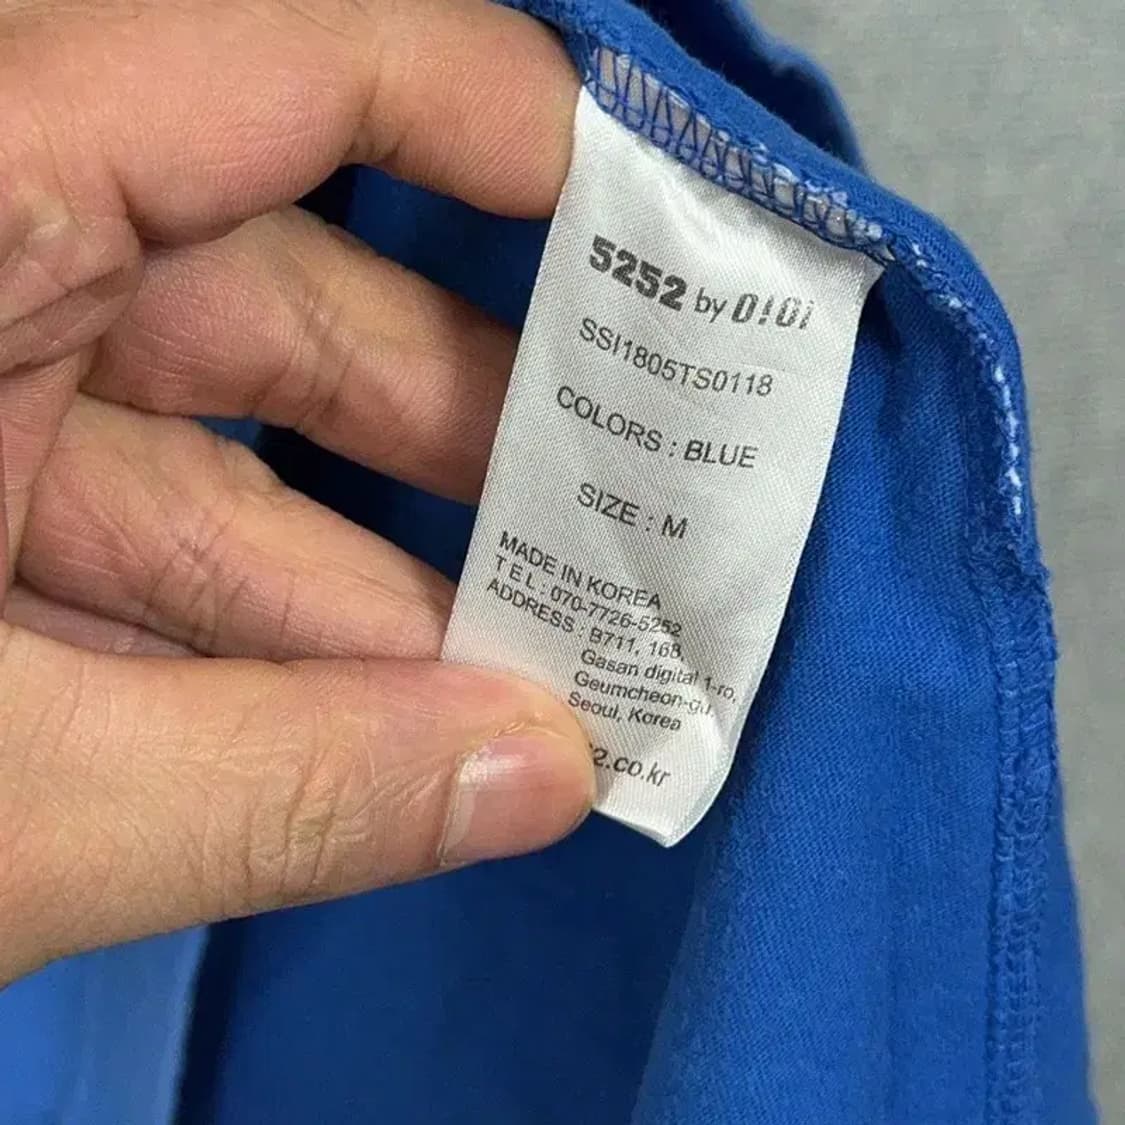 5252 by O!Oi
SSI1805TS0118
COLORS : BLUE
SIZE : M
MADE IN KOREA
TEL : 070-7726-5252
ADDRESS : B711, 168,
Gasan digital 1-ro,
Geumcheon-gu,
Seoul, Korea
2.co.kr